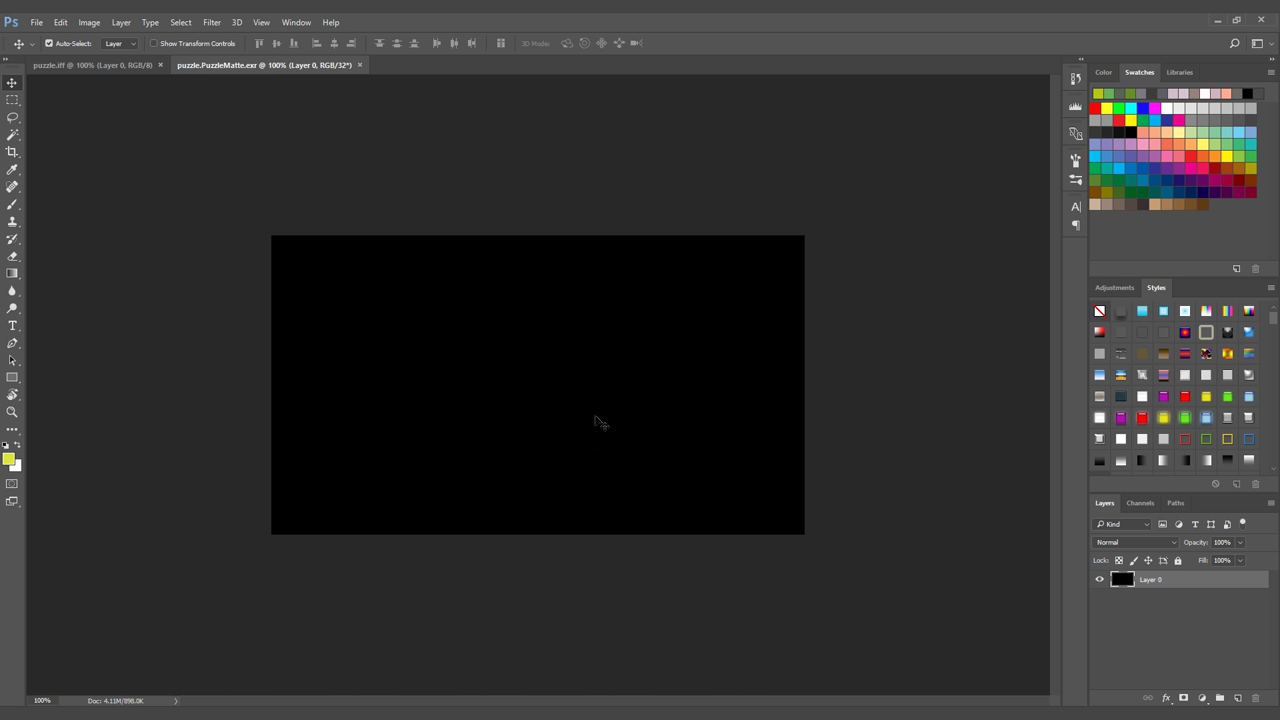 Ps File Edit Image Layer Type Select Filter 3D View Window Help
Auto-Select: Layer Show Transform Controls 3D Mode:
puzzle.iff @ 100% (Layer 0, RGB/8) × puzzle.PuzzleMatte.exr @ 100% (Layer 0, RGB/32*) ×
Color Swatches Libraries
Adjustments Styles
Layers Channels Paths
Kind
Normal Opacity: 100%
Lock: Fill: 100%
Layer 0
100% Doc: 4.11M/898.0K